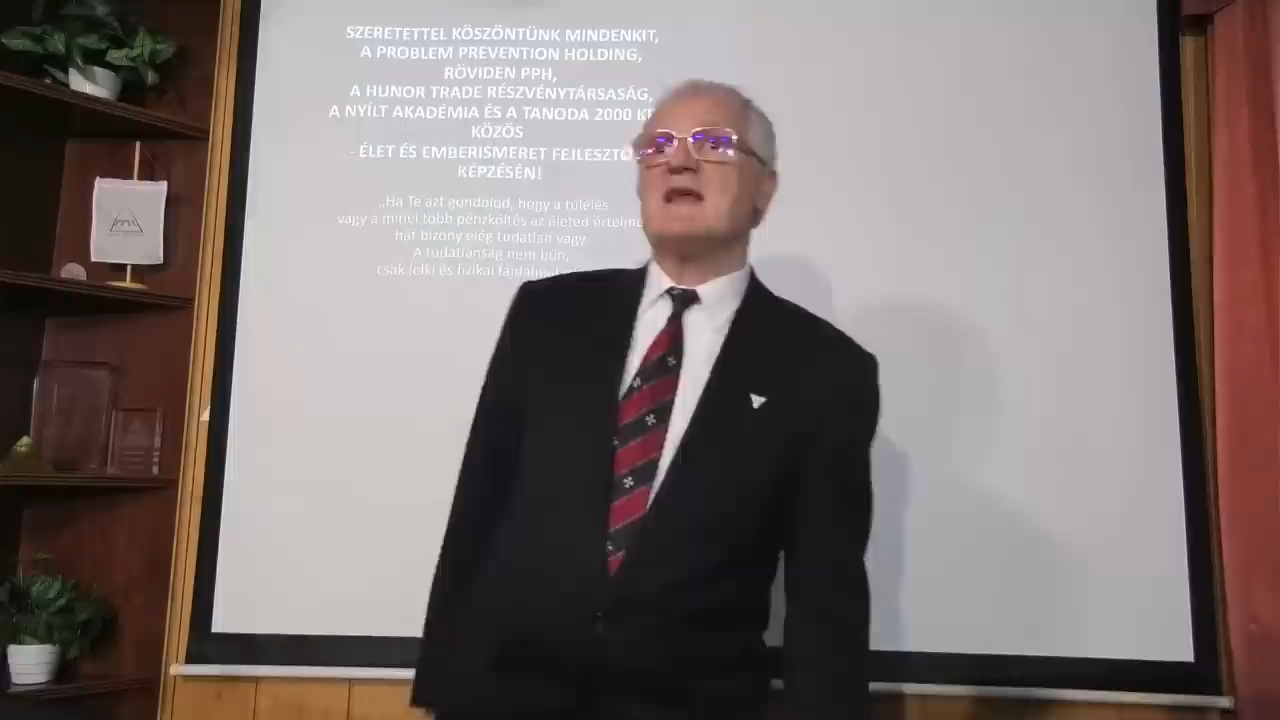 SZERETETTEL KÖSZÖNTÜNK MINDENKIT,
A PROBLEM PREVENTION HOLDING,
RÖVIDEN PPH,
A HUNOR TRADE RÉSZVÉNYTÁRSASÁG,
A NYÍLT AKADÉMIA ÉS A TANODA 2000
KÖZÖS
- ÉLET ÉS EMBERISMERET FEJLESZTŐ
KÉPZÉSÉN!
„Ha Te azt gondolod, hogy a túlélés
vagy a minél több pénzköltés az életed
hát bizony elég tudatlan vagy.
A tudatlanság nem bűn,
csak lelki és fizikai